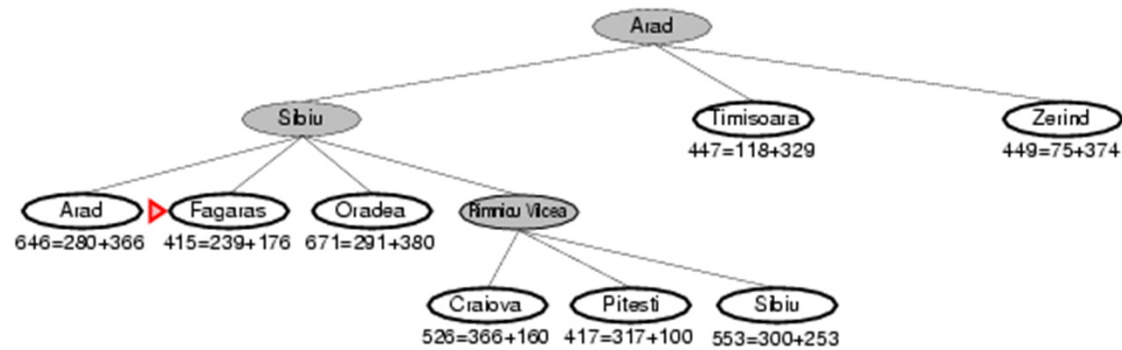 Arad
Sibiu
Timisoara
Zerind
447=118+329
449=75+374
Arad
Fagaras
Oradea
Rimnicu Vilcea
646=280+366
415=239+176
671=291+380
Craiova
Pitesti
Sibiu
526=366+160
417=317+100
553=300+253